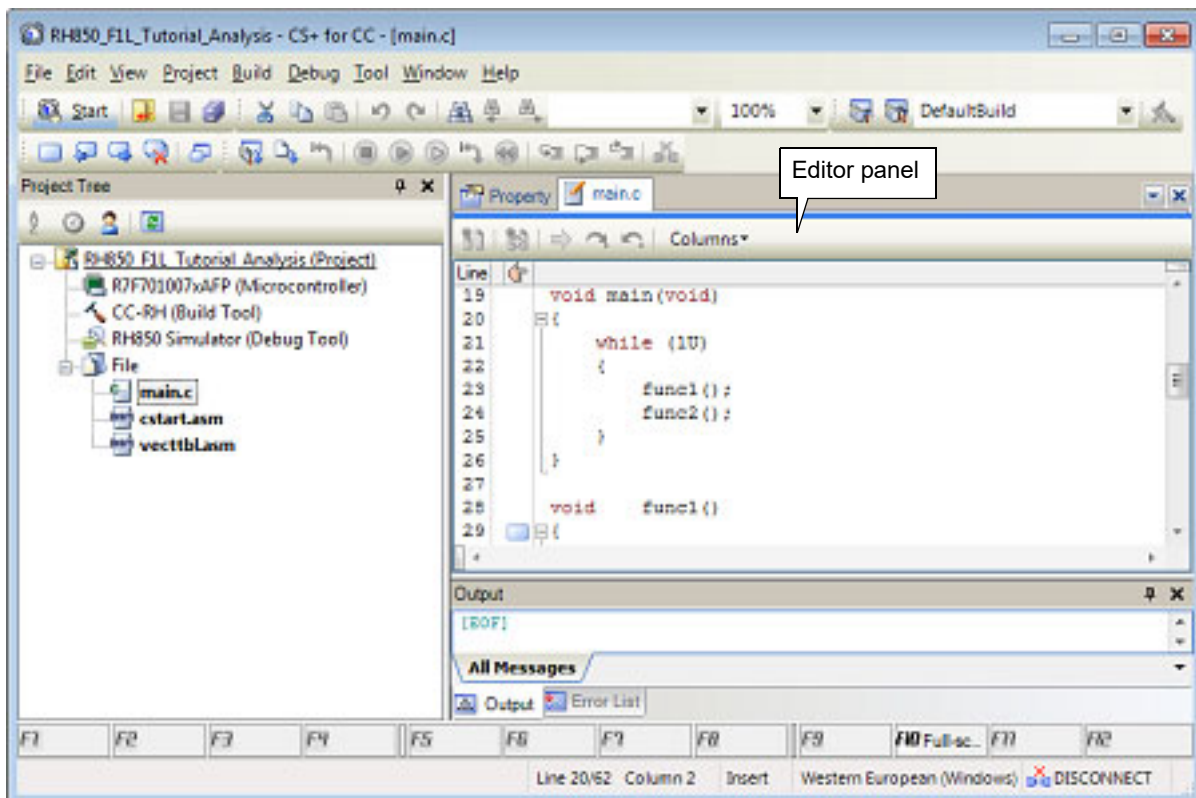 RH850_F1L_Tutorial_Analysis - CS+ for CC - [main.c]
File Edit View Project Build Debug Tool Window Help
Start 100% DefaultBuild
Editor panel
Project Tree
RH850_F1L_Tutorial_Analysis (Project)
R7F701007xAFP (Microcontroller)
CC-RH (Build Tool)
RH850 Simulator (Debug Tool)
File
main.c
cstart.asm
vecttbl.asm
Property main.c
Columns
Line
19 void main(void)
20 {
21 while (1U)
22 {
23 func1();
24 func2();
25 }
26 }
27
28 void func1()
29 {
Output
[EOF]
All Messages
Output Error List
F1 F2 F3 F4 F5 F6 F7 F8 F9 F10 Full-sc... F11 F12
Line 20/62 Column 2 Insert Western European (Windows) DISCONNECT